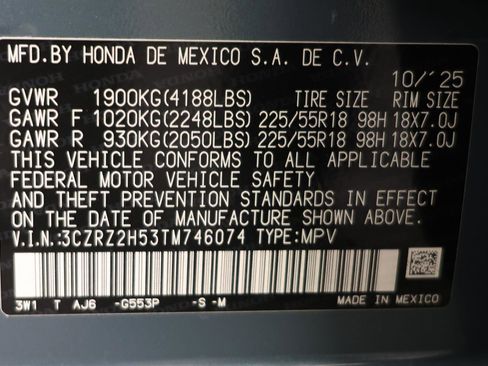 MFD.BY HONDA DE MEXICO S.A. DE C.V.
10/'25
GVWR 1900KG(4188LBS) TIRE SIZE RIM SIZE
GAWR F 1020KG(2248LBS) 225/55R18 98H 18X7.0J
GAWR R 930KG(2050LBS) 225/55R18 98H 18X7.0J
THIS VEHICLE CONFORMS TO ALL APPLICABLE
FEDERAL MOTOR VEHICLE SAFETY
AND THEFT PREVENTION STANDARDS IN EFFECT
ON THE DATE OF MANUFACTURE SHOWN ABOVE.
V.I.N.:3CZRZ2H53TM746074 TYPE:MPV
3W1 T AJ6 -G553P -S -M
MADE IN MEXICO